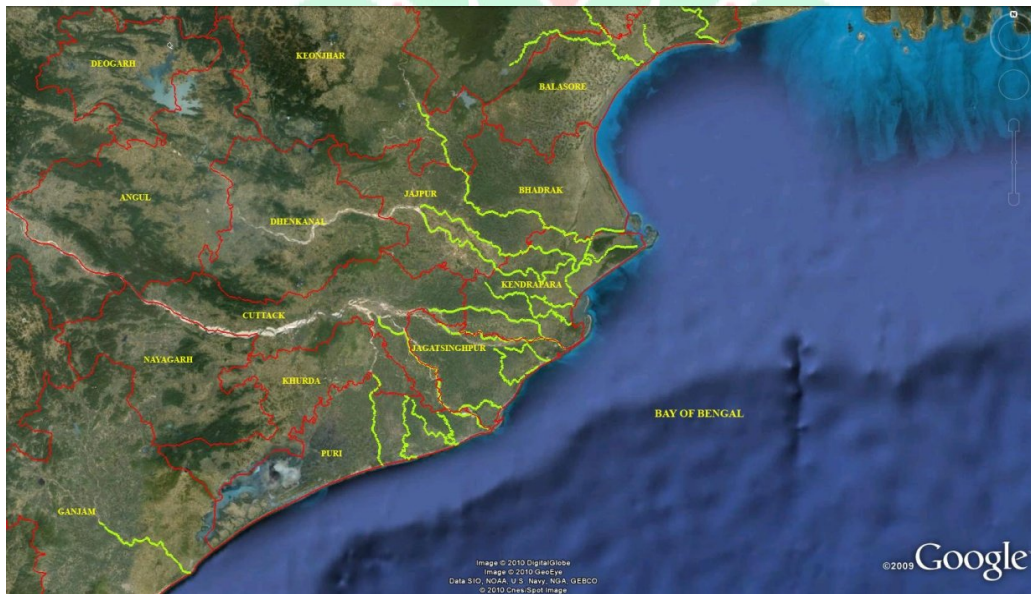 DEOGARH
KEONJHAR
BALASORE
ANGUL
JAJPUR
BHADRAK
DHENKANAL
KENDRAPARA
CUTTACK
JAGATSINGHPUR
NAYAGARH
KHURDA
BAY OF BENGAL
PURI
GANJAM
Image © 2010 DigitalGlobe
Image © 2010 GeoEye
Data SIO, NOAA, U.S. Navy, NGA, GEBCO
© 2010 Cnes/Spot Image
©2009 Google